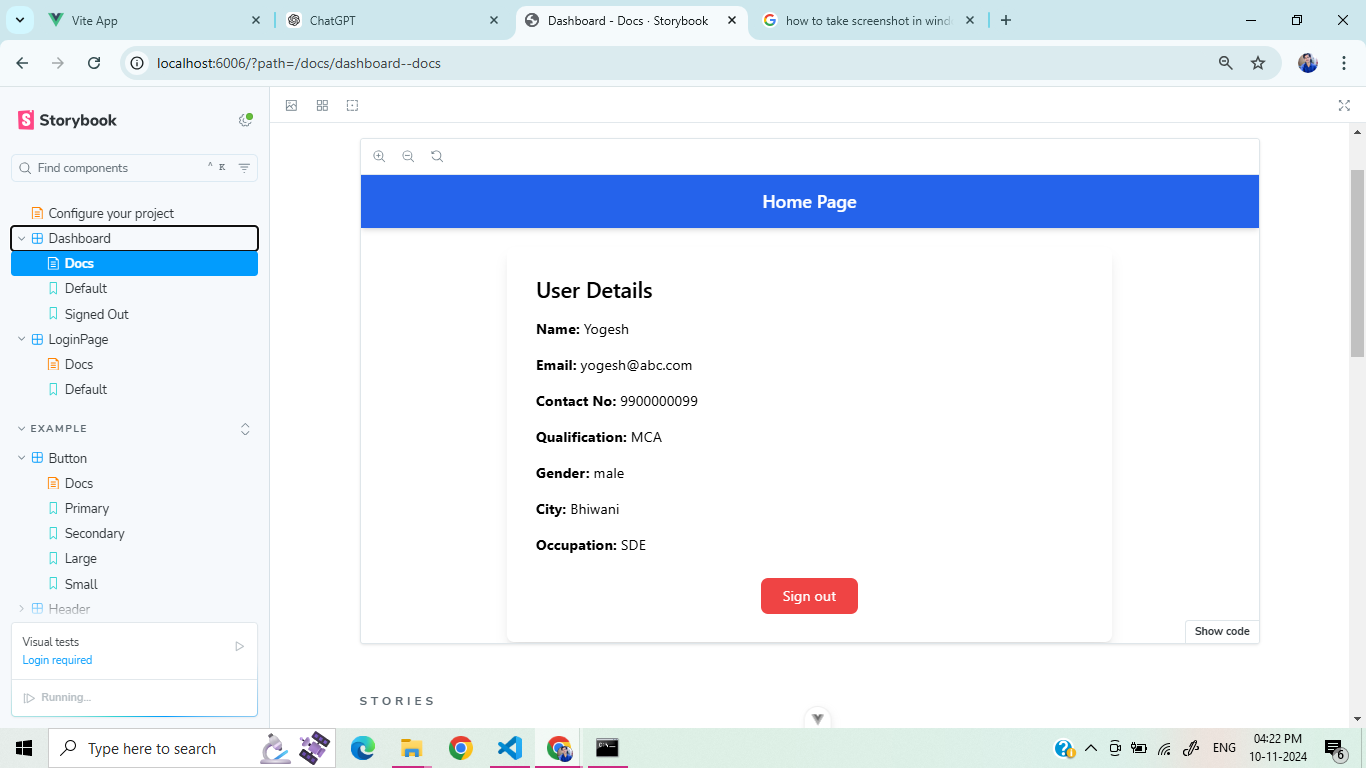 Vite App
ChatGPT
Dashboard - Docs · Storybook
how to take screenshot in wind
localhost:6006/?path=/docs/dashboard--docs
Storybook
Find components
^ K
Configure your project
Dashboard
Docs
Default
Signed Out
LoginPage
Docs
Default
EXAMPLE
Button
Docs
Primary
Secondary
Large
Small
Header
Visual tests
Login required
Running...
Home Page
User Details
Name: Yogesh
Email: yogesh@abc.com
Contact No: 9900000099
Qualification: MCA
Gender: male
City: Bhiwani
Occupation: SDE
Sign out
Show code
STORIES
Type here to search
ENG
04:22 PM
10-11-2024
6